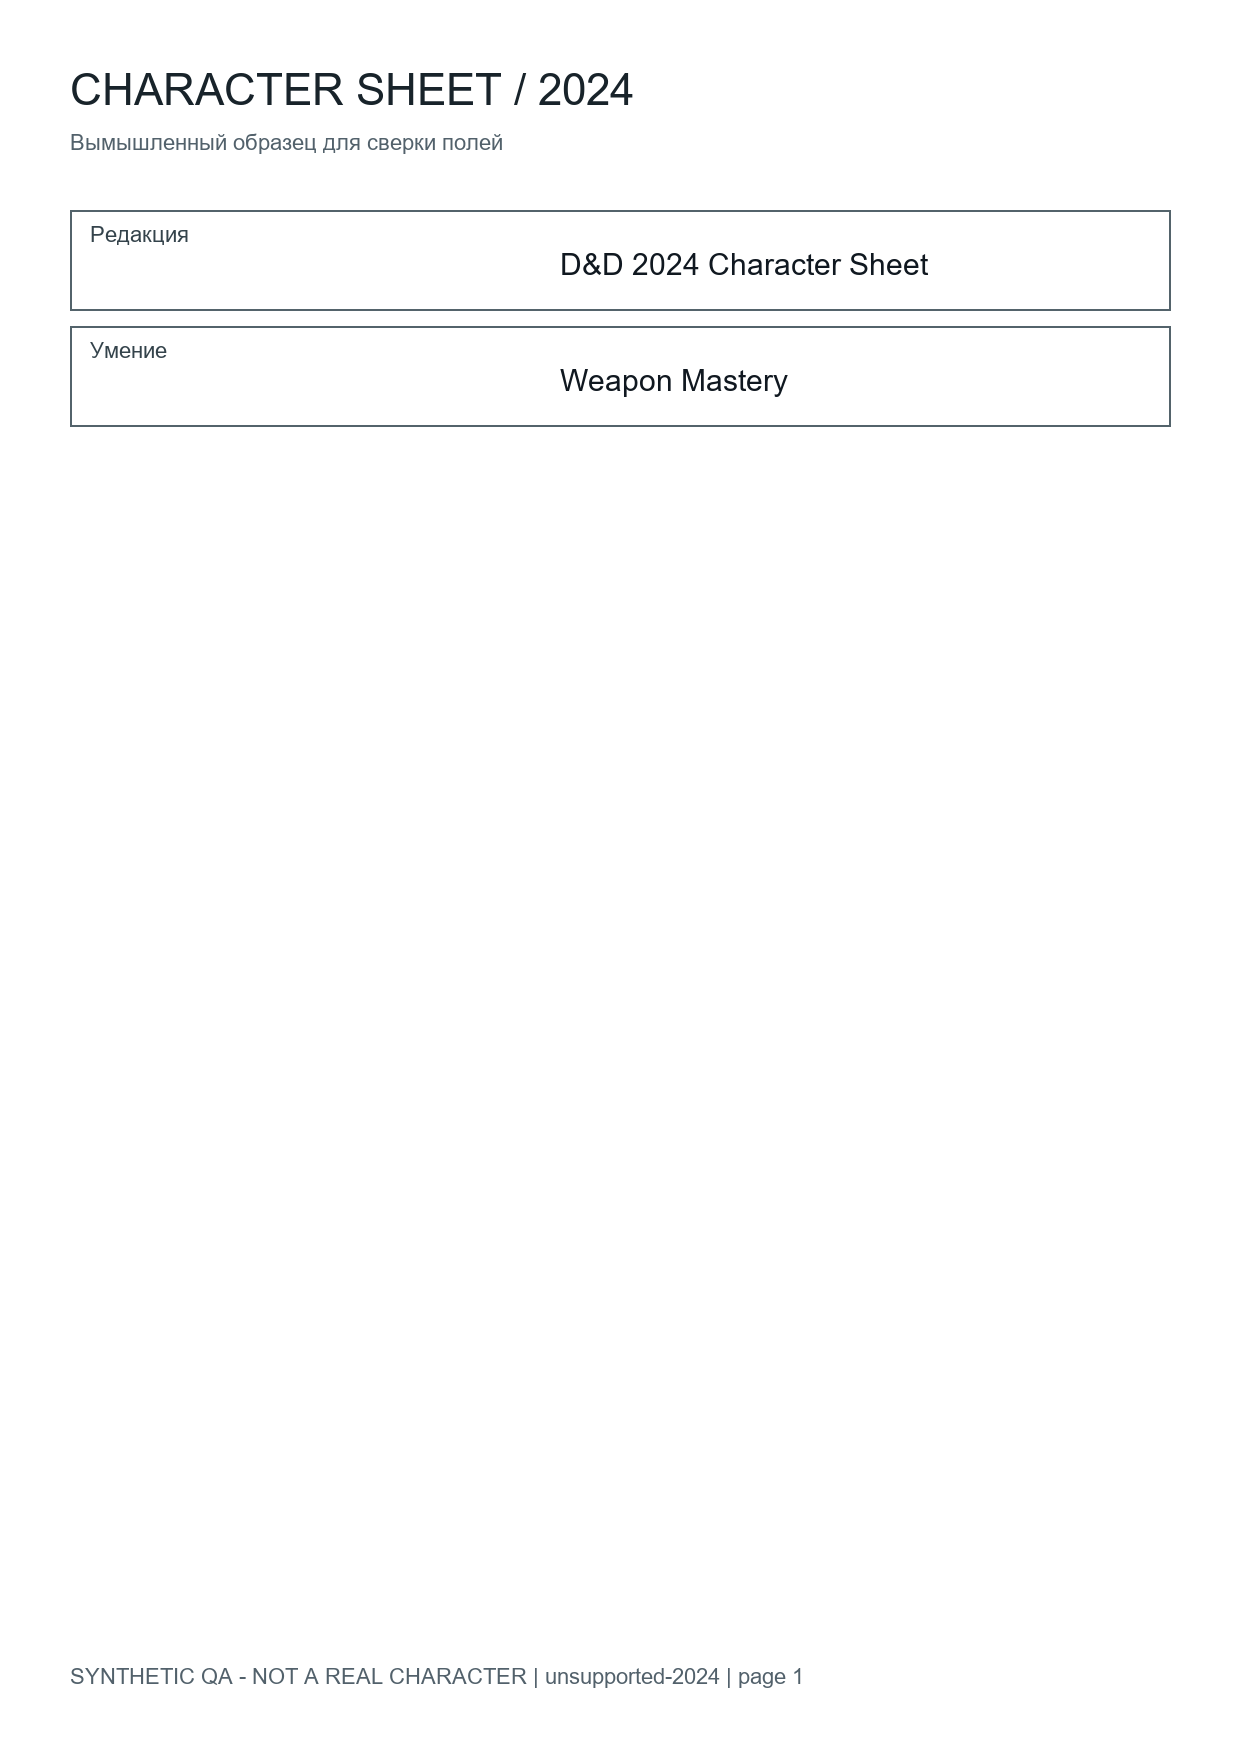 CHARACTER SHEET / 2024
Вымышленный образец для сверки полей
Редакция
D&D 2024 Character Sheet
Умение
Weapon Mastery
SYNTHETIC QA - NOT A REAL CHARACTER | unsupported-2024 | page 1